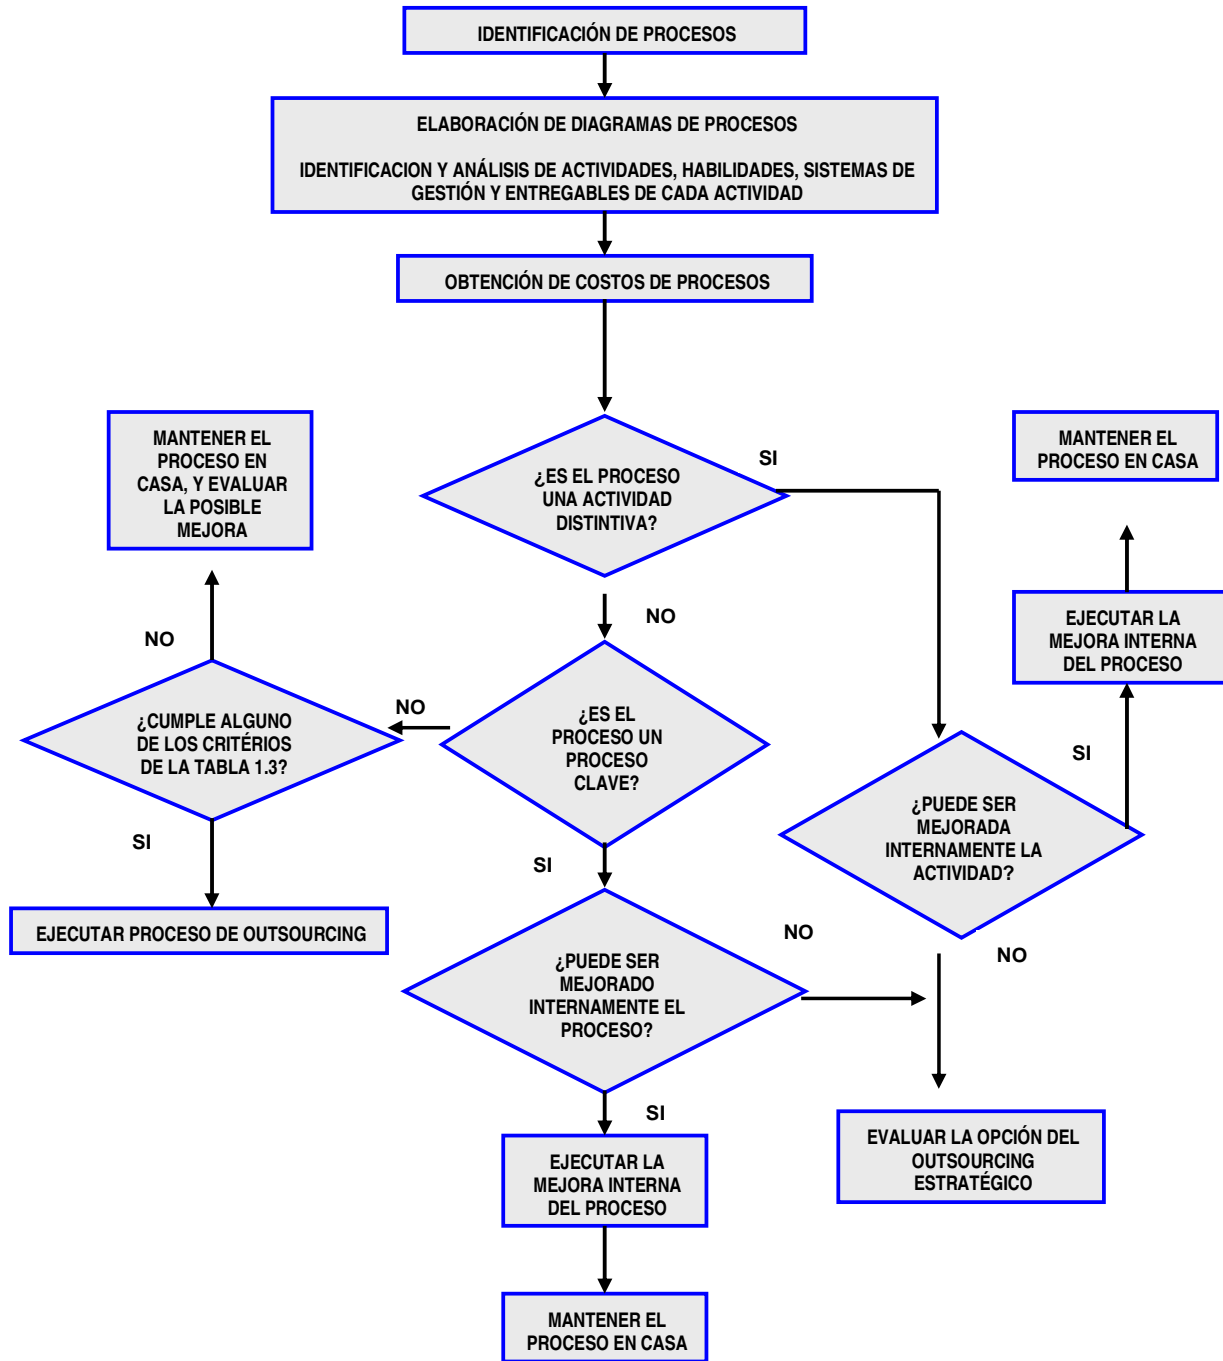 IDENTIFICACIÓN DE PROCESOS
ELABORACIÓN DE DIAGRAMAS DE PROCESOS
IDENTIFICACION Y ANÁLISIS DE ACTIVIDADES, HABILIDADES, SISTEMAS DE
GESTIÓN Y ENTREGABLES DE CADA ACTIVIDAD
OBTENCIÓN DE COSTOS DE PROCESOS
¿ES EL PROCESO
UNA ACTIVIDAD
DISTINTIVA?
SI
NO
MANTENER EL
PROCESO EN
CASA, Y EVALUAR
LA POSIBLE
MEJORA
MANTENER EL
PROCESO EN CASA
EJECUTAR LA
MEJORA INTERNA
DEL PROCESO
NO
¿CUMPLE ALGUNO
DE LOS CRITÉRIOS
DE LA TABLA 1.3?
NO
¿ES EL
PROCESO UN
PROCESO
CLAVE?
SI
¿PUEDE SER
MEJORADA
INTERNAMENTE LA
ACTIVIDAD?
SI
SI
NO
EJECUTAR PROCESO DE OUTSOURCING
¿PUEDE SER
MEJORADO
INTERNAMENTE EL
PROCESO?
NO
SI
EVALUAR LA OPCIÓN DEL
OUTSOURCING
ESTRATÉGICO
EJECUTAR LA
MEJORA INTERNA
DEL PROCESO
MANTENER EL
PROCESO EN CASA